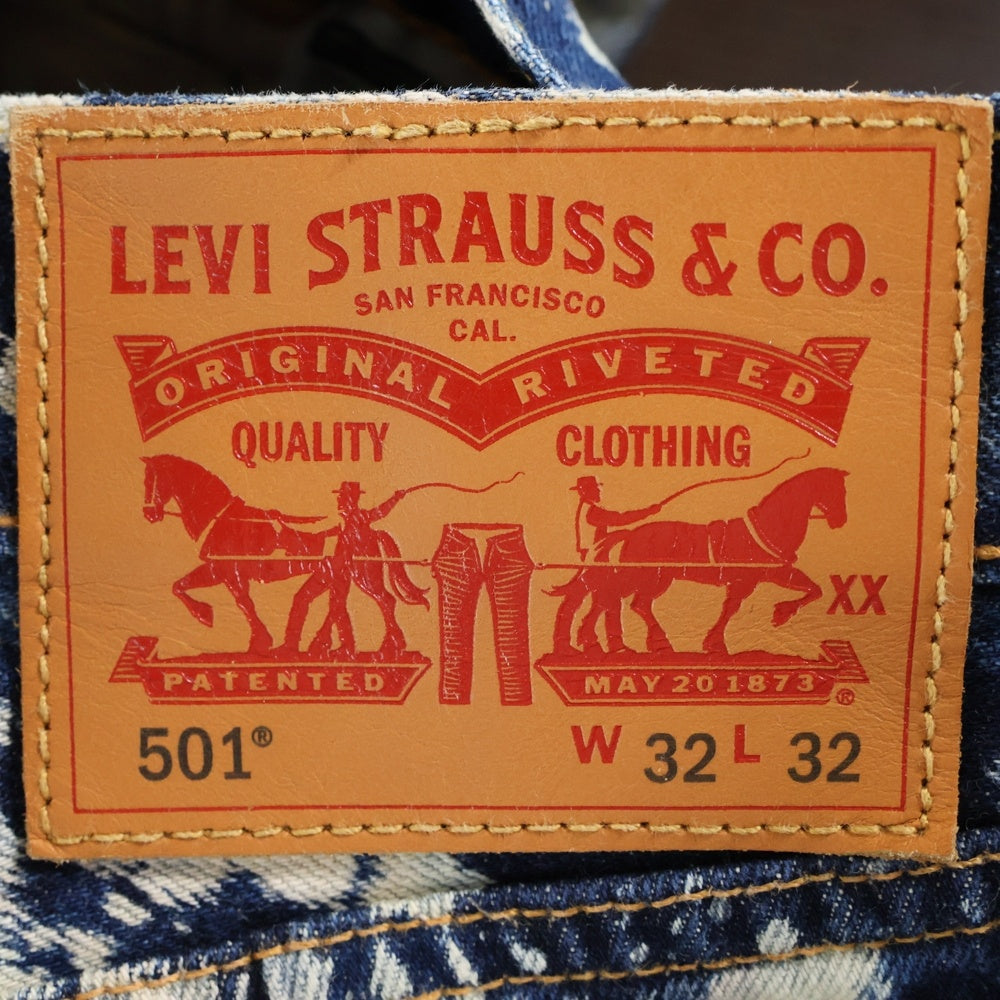 LEVI STRAUSS & CO.
SAN FRANCISCO
CAL.
ORIGINAL RIVETED
QUALITY CLOTHING
XX
PATENTED MAY 20 1873 ®
501® W 32 L 32